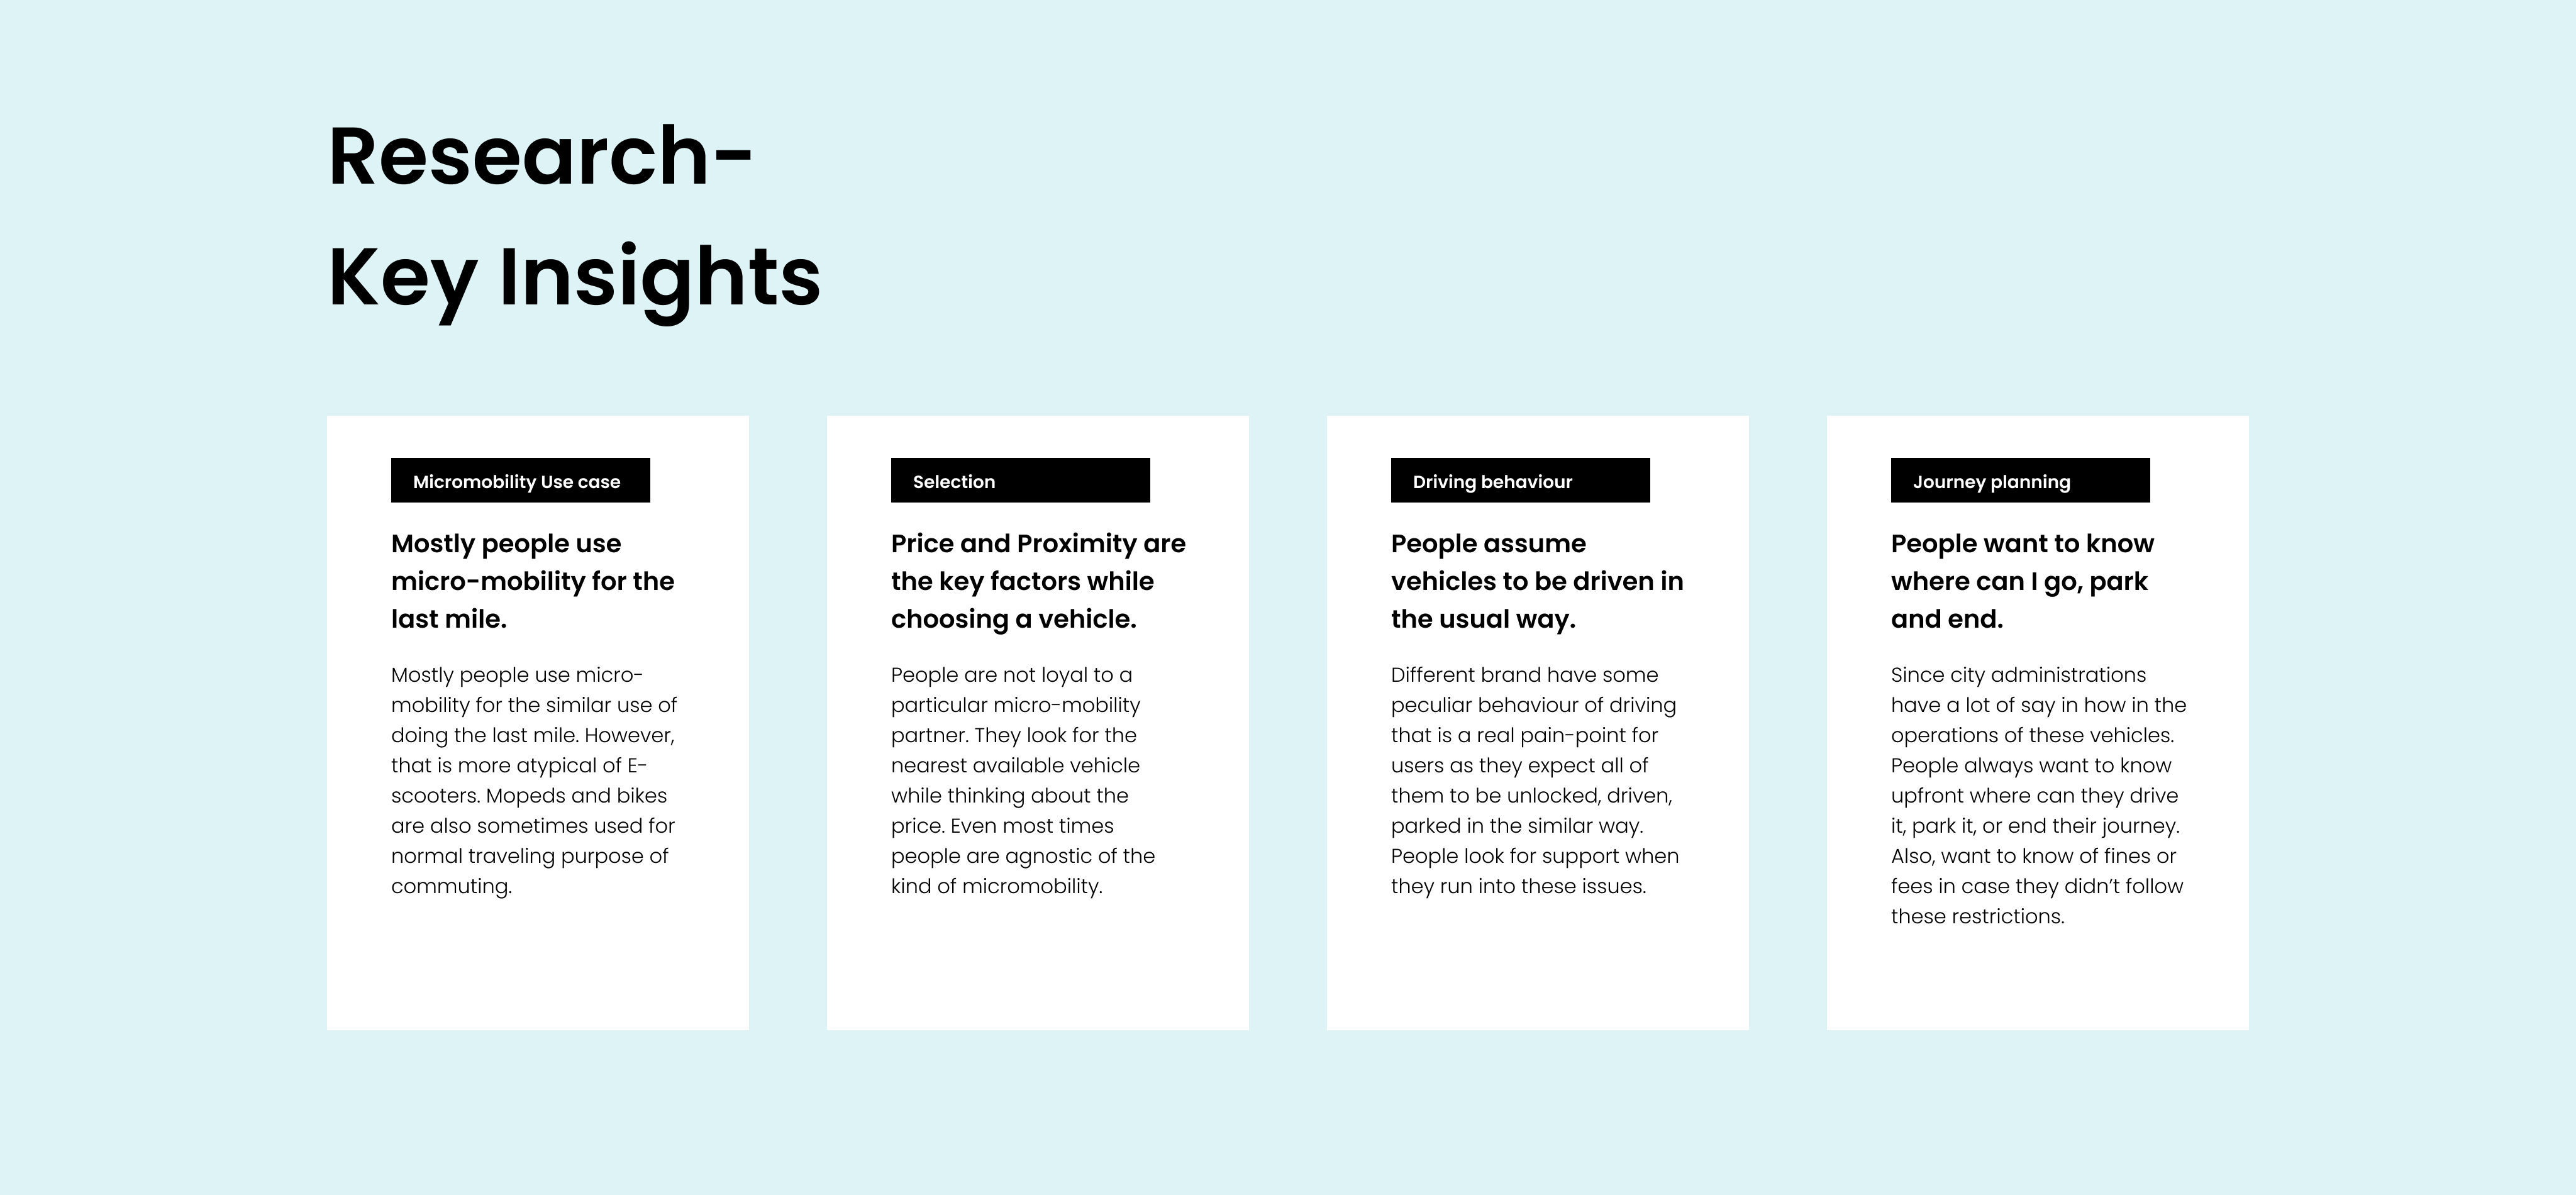 Research-
Key Insights
Micromobility Use case
Mostly people use
micro-mobility for the
last mile.
Mostly people use micro-
mobility for the similar use of
doing the last mile. However,
that is more atypical of E-
scooters. Mopeds and bikes
are also sometimes used for
normal traveling purpose of
commuting.
Selection
Price and Proximity are
the key factors while
choosing a vehicle.
People are not loyal to a
particular micro-mobility
partner. They look for the
nearest available vehicle
while thinking about the
price. Even most times
people are agnostic of the
kind of micromobility.
Driving behaviour
People assume
vehicles to be driven in
the usual way.
Different brand have some
peculiar behaviour of driving
that is a real pain-point for
users as they expect all of
them to be unlocked, driven,
parked in the similar way.
People look for support when
they run into these issues.
Journey planning
People want to know
where can I go, park
and end.
Since city administrations
have a lot of say in how in the
operations of these vehicles.
People always want to know
upfront where can they drive
it, park it, or end their journey.
Also, want to know of fines or
fees in case they didn’t follow
these restrictions.